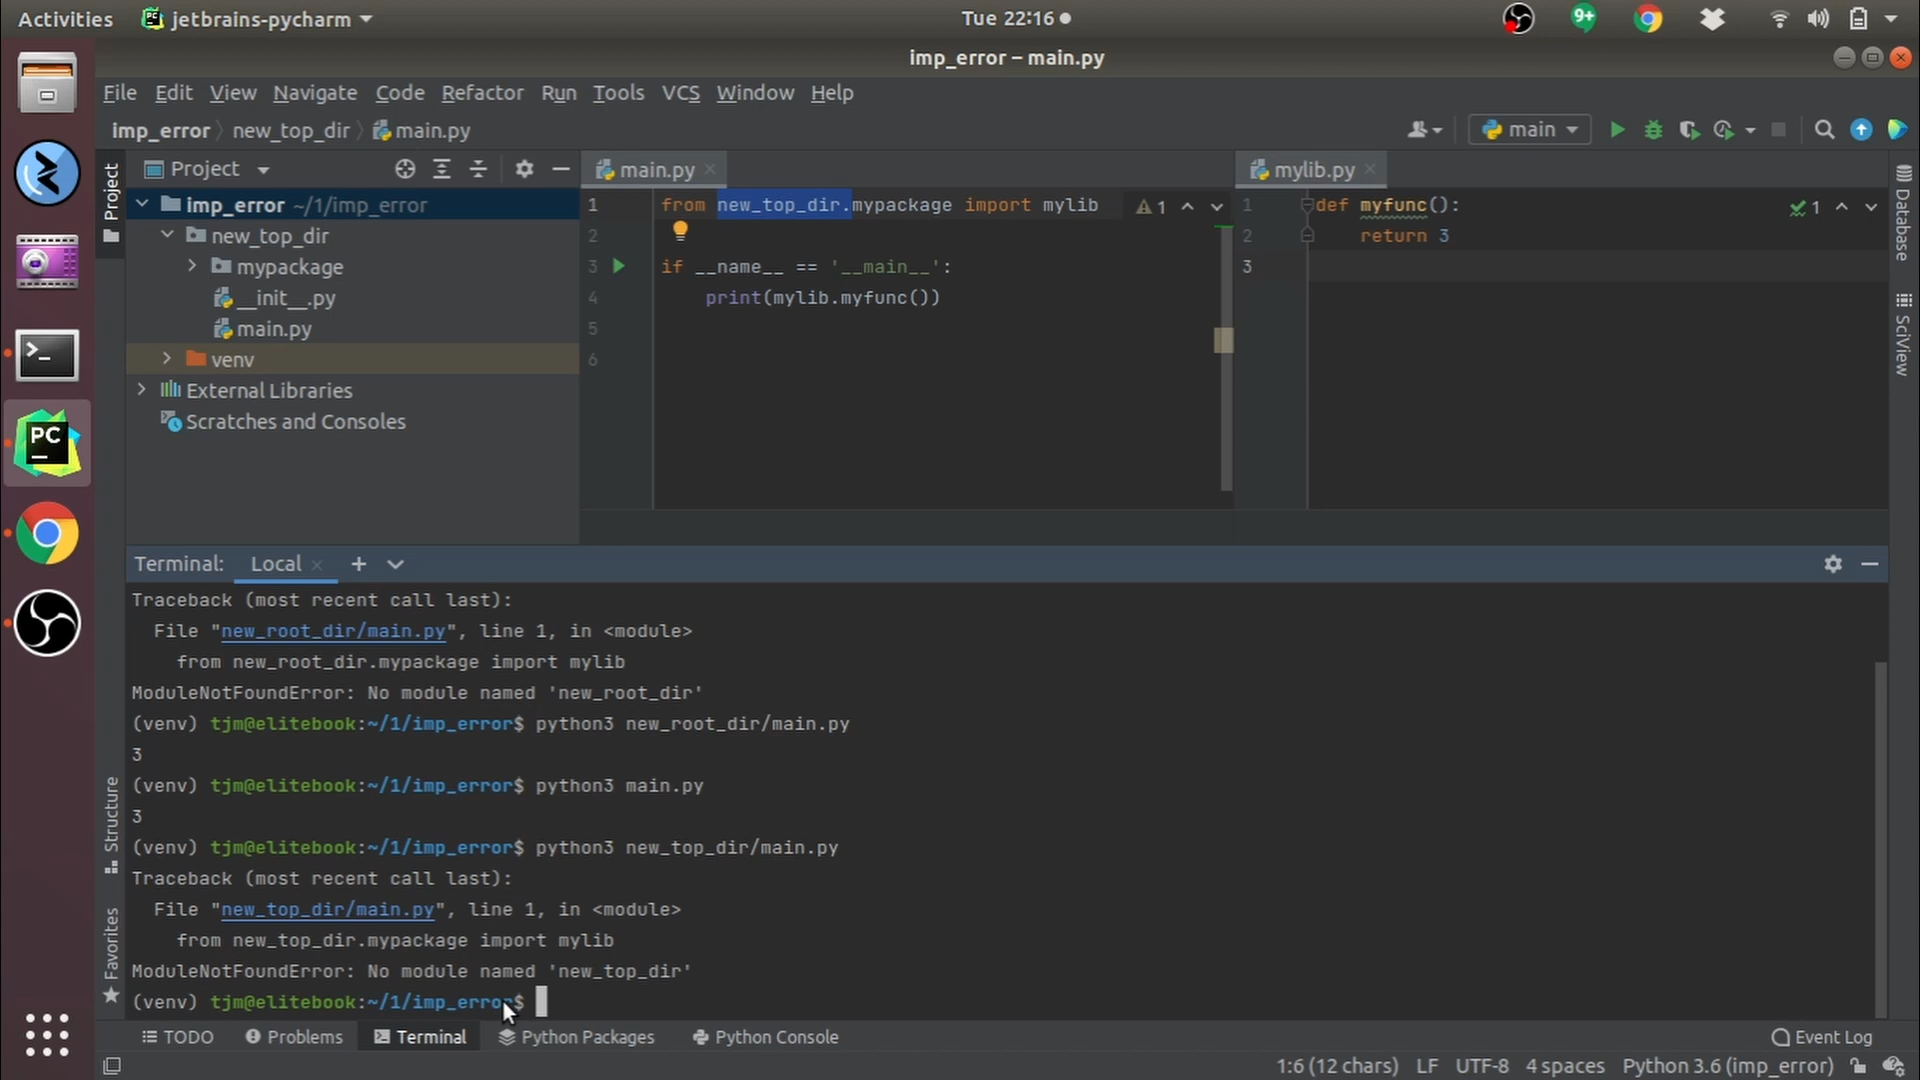 Activities
jetbrains-pycharm
Tue 22:16
9+
imp_error – main.py
File Edit View Navigate Code Refactor Run Tools VCS Window Help
imp_error new_top_dir main.py
main
Project
Project
main.py
mylib.py
imp_error ~/1/imp_error
new_top_dir
mypackage
__init__.py
main.py
venv
External Libraries
Scratches and Consoles
1 from new_top_dir.mypackage import mylib
1
2
3 if __name__ == '__main__':
4 print(mylib.myfunc())
5
6
1 def myfunc():
1
2 return 3
3
Database
SciView
Terminal: Local
Traceback (most recent call last):
File "new_root_dir/main.py", line 1, in <module>
from new_root_dir.mypackage import mylib
ModuleNotFoundError: No module named 'new_root_dir'
(venv) tjm@elitebook:~/1/imp_error$ python3 new_root_dir/main.py
3
(venv) tjm@elitebook:~/1/imp_error$ python3 main.py
3
(venv) tjm@elitebook:~/1/imp_error$ python3 new_top_dir/main.py
Traceback (most recent call last):
File "new_top_dir/main.py", line 1, in <module>
from new_top_dir.mypackage import mylib
ModuleNotFoundError: No module named 'new_top_dir'
(venv) tjm@elitebook:~/1/imp_error$
Structure
Favorites
PC
TODO Problems Terminal Python Packages Python Console Event Log
1:6 (12 chars) LF UTF-8 4 spaces Python 3.6 (imp_error)